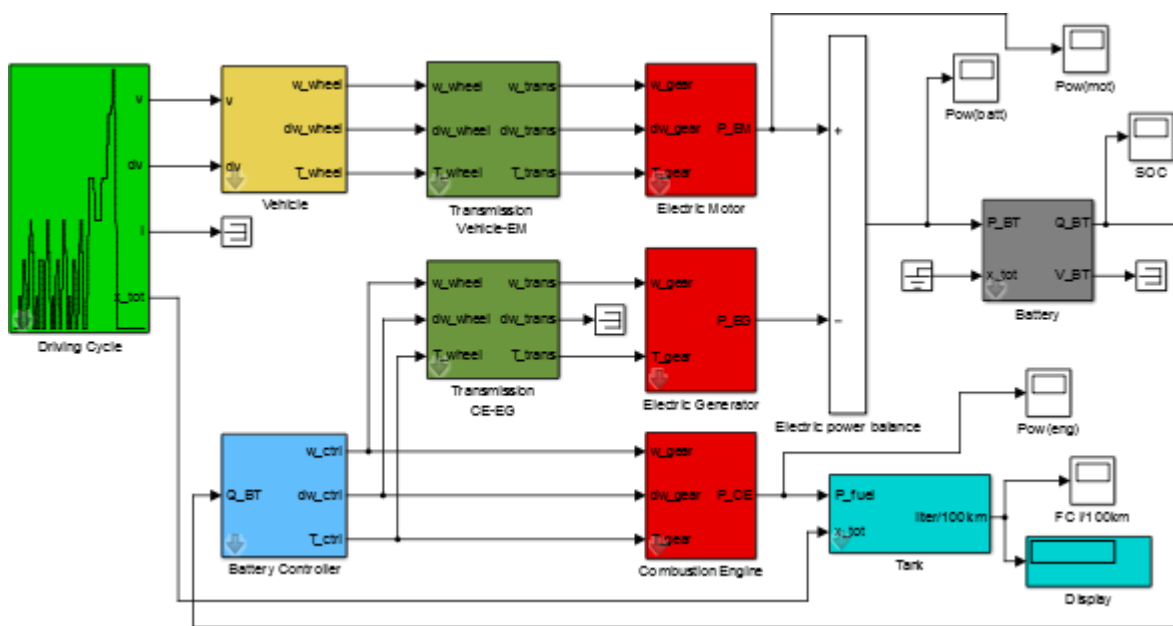 v
dv
i
x_tot
Driving Cycle
v
dv
w_wheel
dw_wheel
T_wheel
Vehicle
w_wheel
dw_wheel
T_wheel
w_trans
dw_trans
T_trans
Transmission
Vehicle-EM
w_gear
dw_gear
T_gear
P_EM
Electric Motor
+
−
Electric power balance
Pow(mot)
Pow(batt)
SOC
P_BT
x_tot
Q_BT
V_BT
Battery
w_wheel
dw_wheel
T_wheel
w_trans
dw_trans
T_trans
Transmission
CE-EG
w_gear
T_gear
P_EG
Electric Generator
Q_BT
w_ctrl
dw_ctrl
T_ctrl
Battery Controller
w_gear
dw_gear
T_gear
P_CE
Combustion Engine
Pow(eng)
P_fuel
x_tot
liter/100km
Tank
FC l/100km
Display